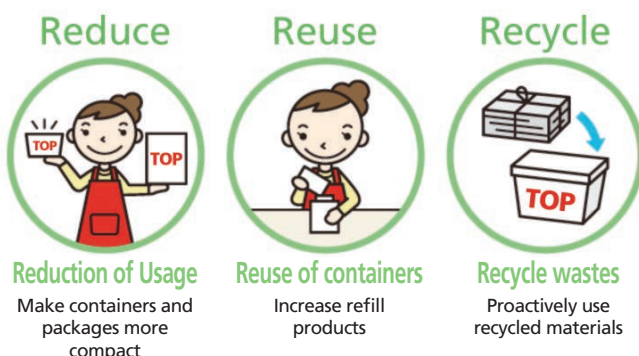 Reduce
TOP
TOP
Reduction of Usage
Make containers and
packages more
compact
Reuse
Reuse of containers
Increase refill
products
Recycle
TOP
Recycle wastes
Proactively use
recycled materials